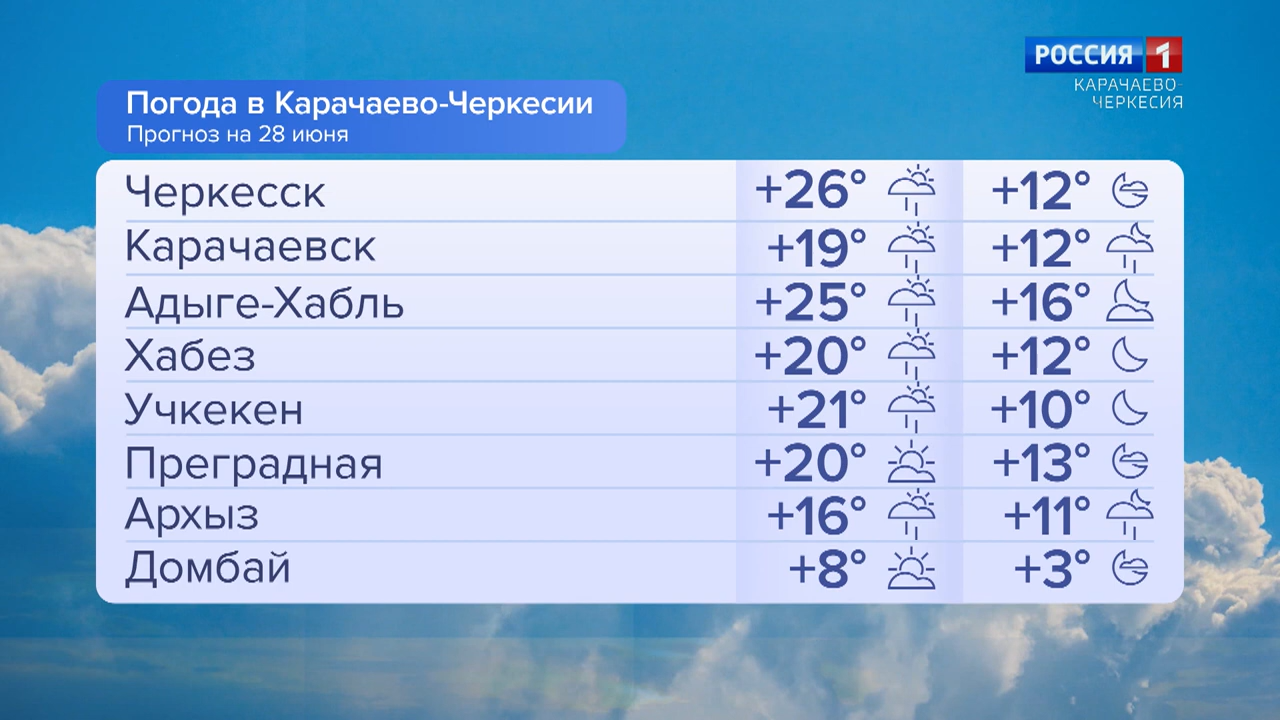 РОССИЯ 1
КАРАЧАЕВО-
ЧЕРКЕСИЯ
Погода в Карачаево-Черкесии
Прогноз на 28 июня
Черкесск +26° +12°
Карачаевск +19° +12°
Адыге-Хабль +25° +16°
Хабез +20° +12°
Учкекен +21° +10°
Преградная +20° +13°
Архыз +16° +11°
Домбай +8° +3°